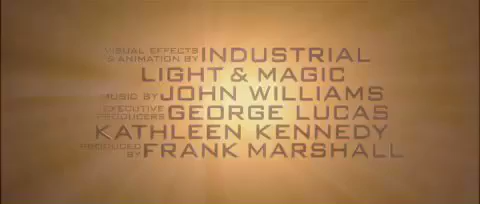 VISUAL EFFECTS & ANIMATION BY INDUSTRIAL
LIGHT & MAGIC
MUSIC BY JOHN WILLIAMS
EXECUTIVE PRODUCERS GEORGE LUCAS
KATHLEEN KENNEDY
PRODUCED BY FRANK MARSHALL